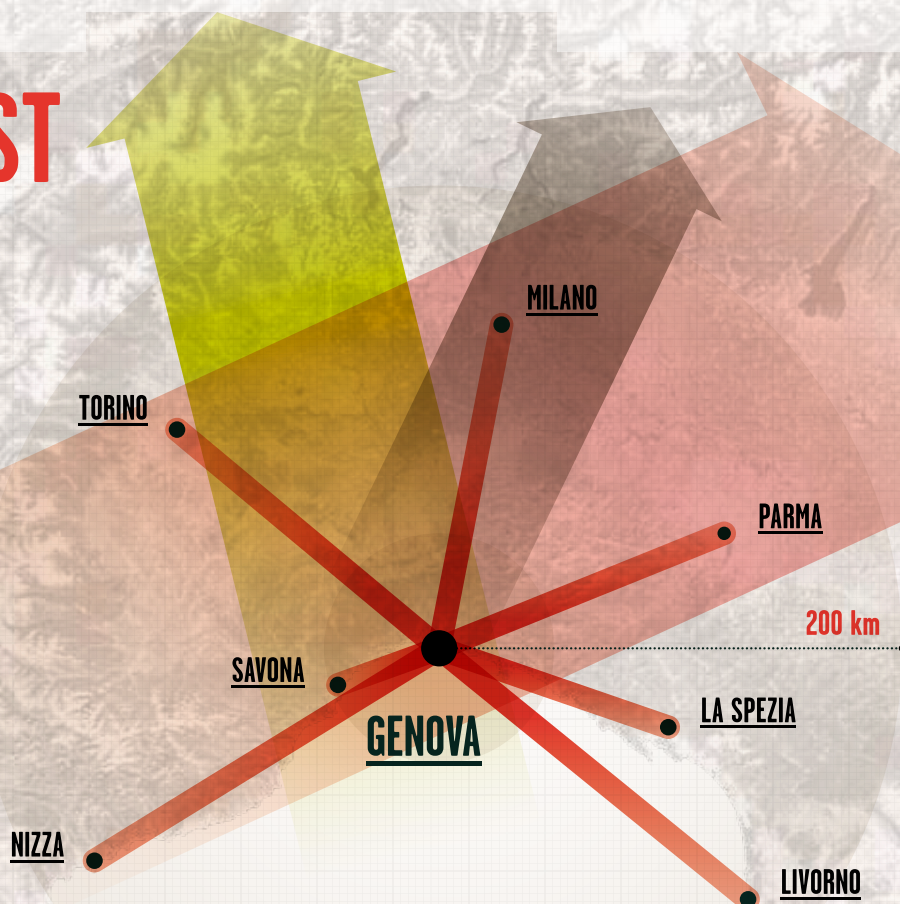 ST
MILANO
TORINO
PARMA
200 km
SAVONA
LA SPEZIA
GENOVA
NIZZA
LIVORNO